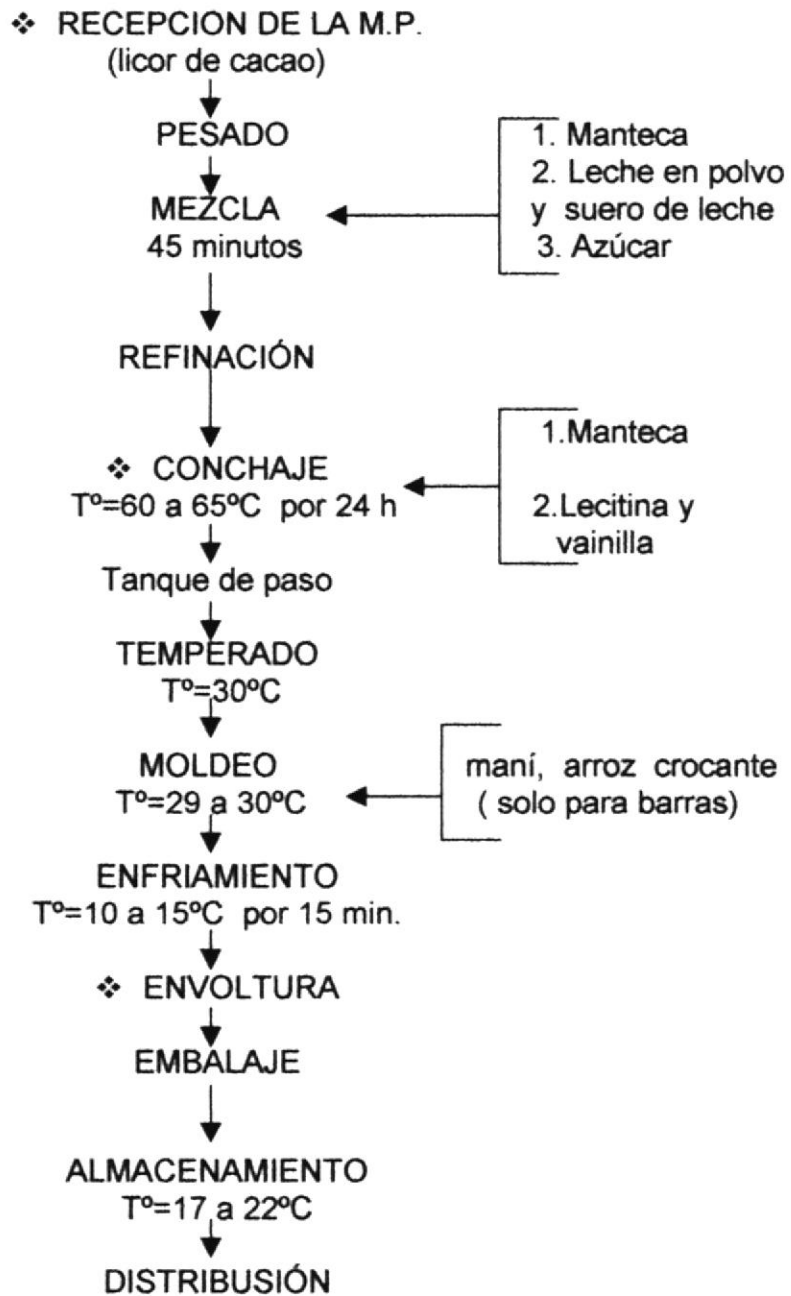 ❖ RECEPCION DE LA M.P.
(licor de cacao)
PESADO
MEZCLA
45 minutos
1. Manteca
2. Leche en polvo
y suero de leche
3. Azúcar
REFINACIÓN
❖ CONCHAJE
Tº=60 a 65ºC por 24 h
1.Manteca
2.Lecitina y
vainilla
Tanque de paso
TEMPERADO
Tº=30ºC
MOLDEO
Tº=29 a 30ºC
maní, arroz crocante
( solo para barras)
ENFRIAMIENTO
Tº=10 a 15ºC por 15 min.
❖ ENVOLTURA
EMBALAJE
ALMACENAMIENTO
Tº=17 a 22ºC
DISTRIBUSIÓN